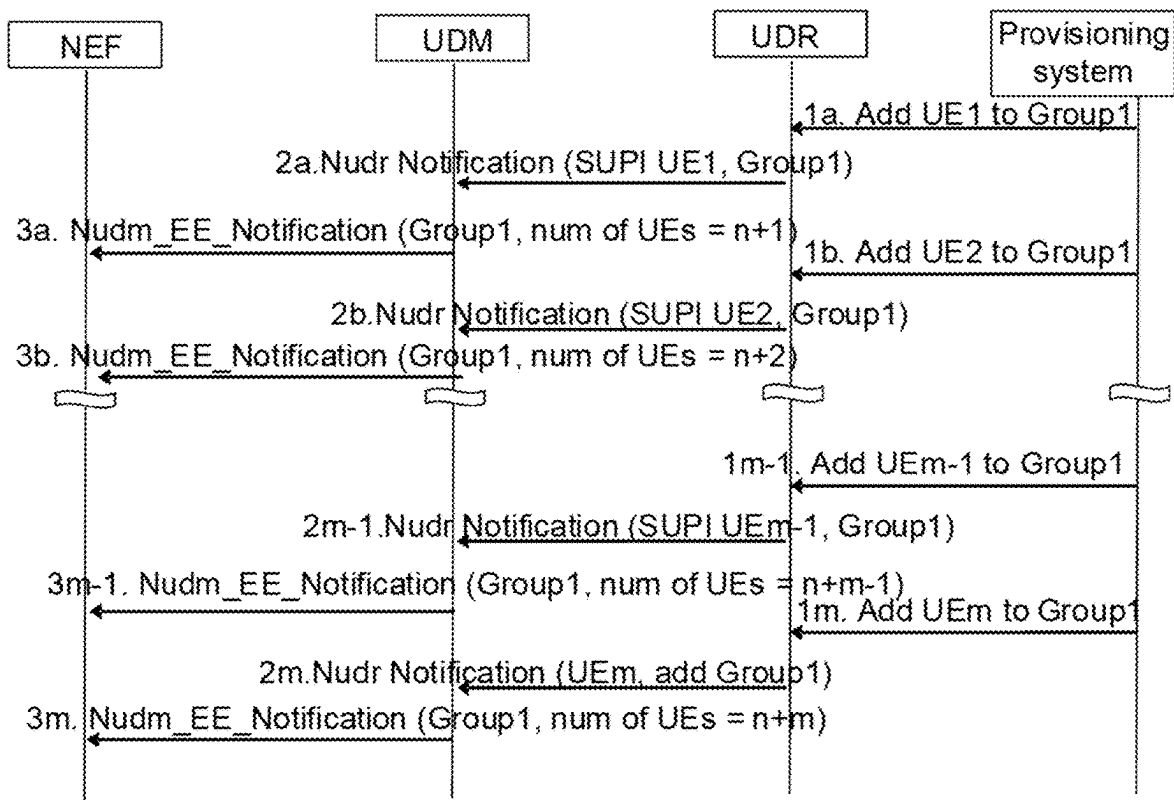 NEF
UDM
UDR
Provisioning
system
1a. Add UE1 to Group1
2a.Nudr Notification (SUPI UE1, Group1)
3a. Nudm_EE_Notification (Group1, num of UEs = n+1)
1b. Add UE2 to Group1
2b.Nudr Notification (SUPI UE2, Group1)
3b. Nudm_EE_Notification (Group1, num of UEs = n+2)
1m-1. Add UEm-1 to Group1
2m-1.Nudr Notification (SUPI UEm-1, Group1)
3m-1. Nudm_EE_Notification (Group1, num of UEs = n+m-1)
1m. Add UEm to Group1
2m.Nudr Notification (UEm, add Group1)
3m. Nudm_EE_Notification (Group1, num of UEs = n+m)